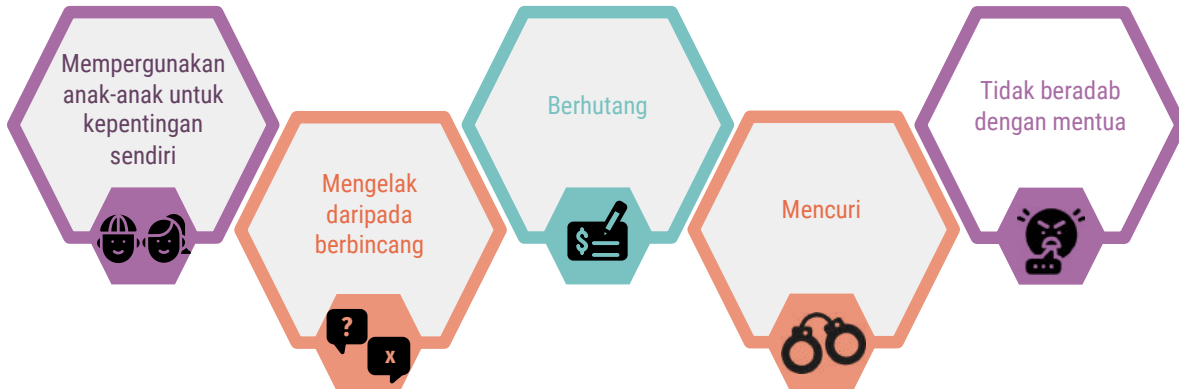 Mempergunakan
anak-anak untuk
kepentingan
sendiri
Mengelak
daripada
berbincang
?
x
Berhutang
$
Mencuri
Tidak beradab
dengan mentua